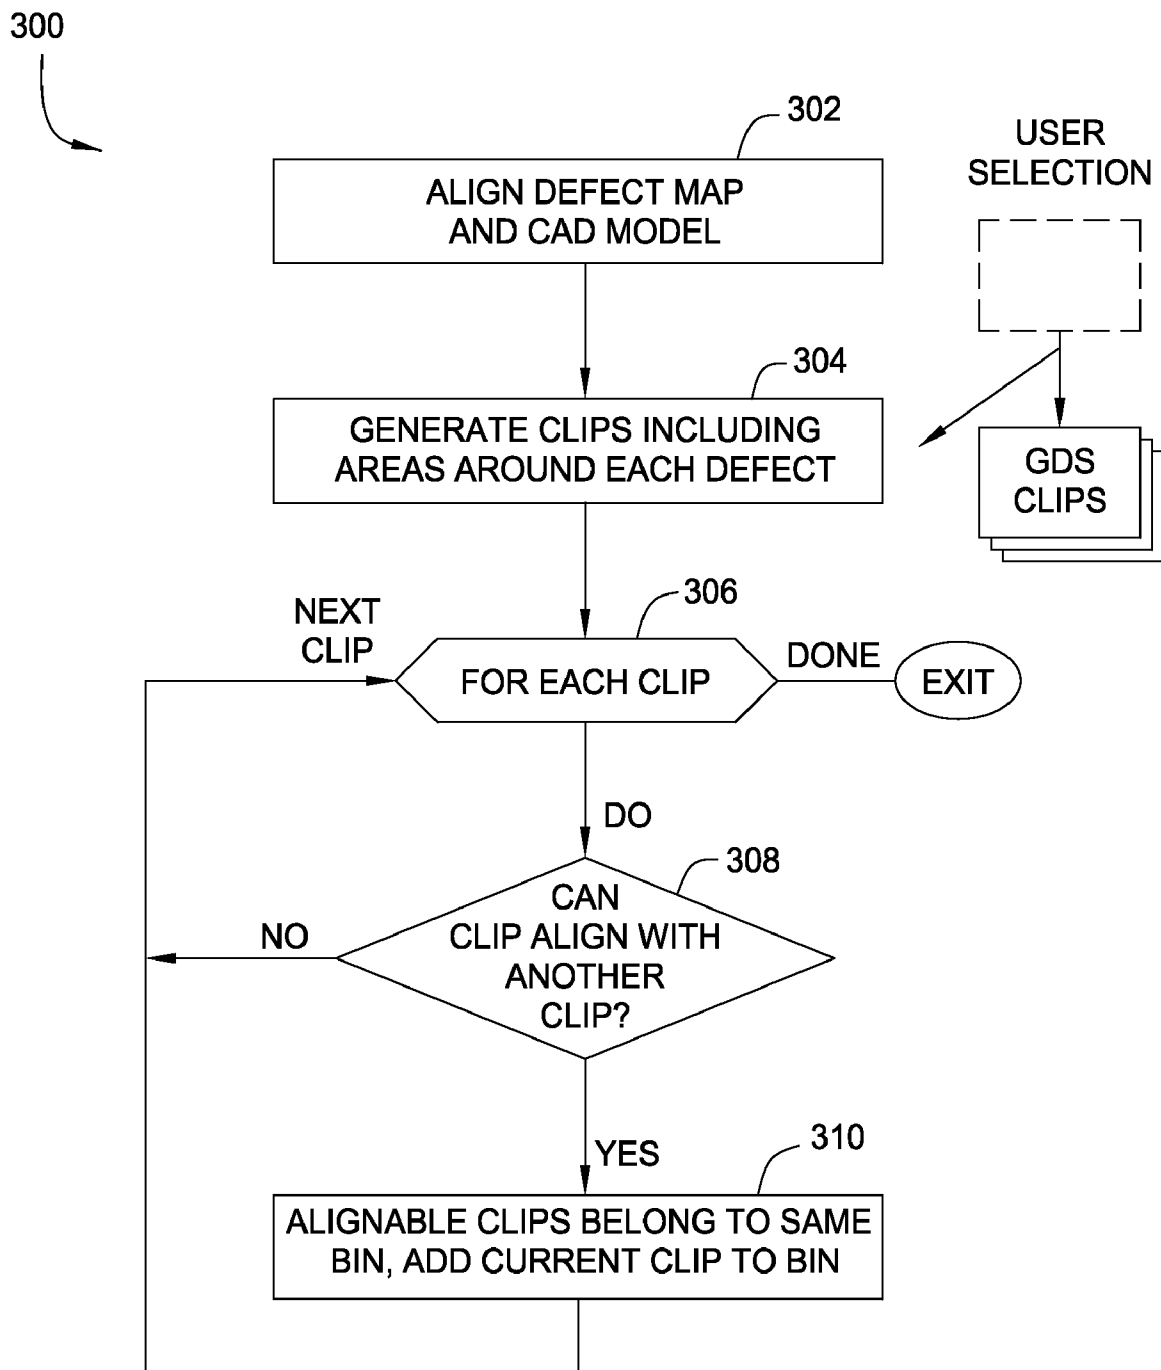 300
302
ALIGN DEFECT MAP
AND CAD MODEL
USER
SELECTION
304
GENERATE CLIPS INCLUDING
AREAS AROUND EACH DEFECT
GDS
CLIPS
306
NEXT
CLIP
FOR EACH CLIP
DONE
EXIT
DO
308
CAN
CLIP ALIGN WITH
ANOTHER
CLIP?
NO
YES
310
ALIGNABLE CLIPS BELONG TO SAME
BIN, ADD CURRENT CLIP TO BIN